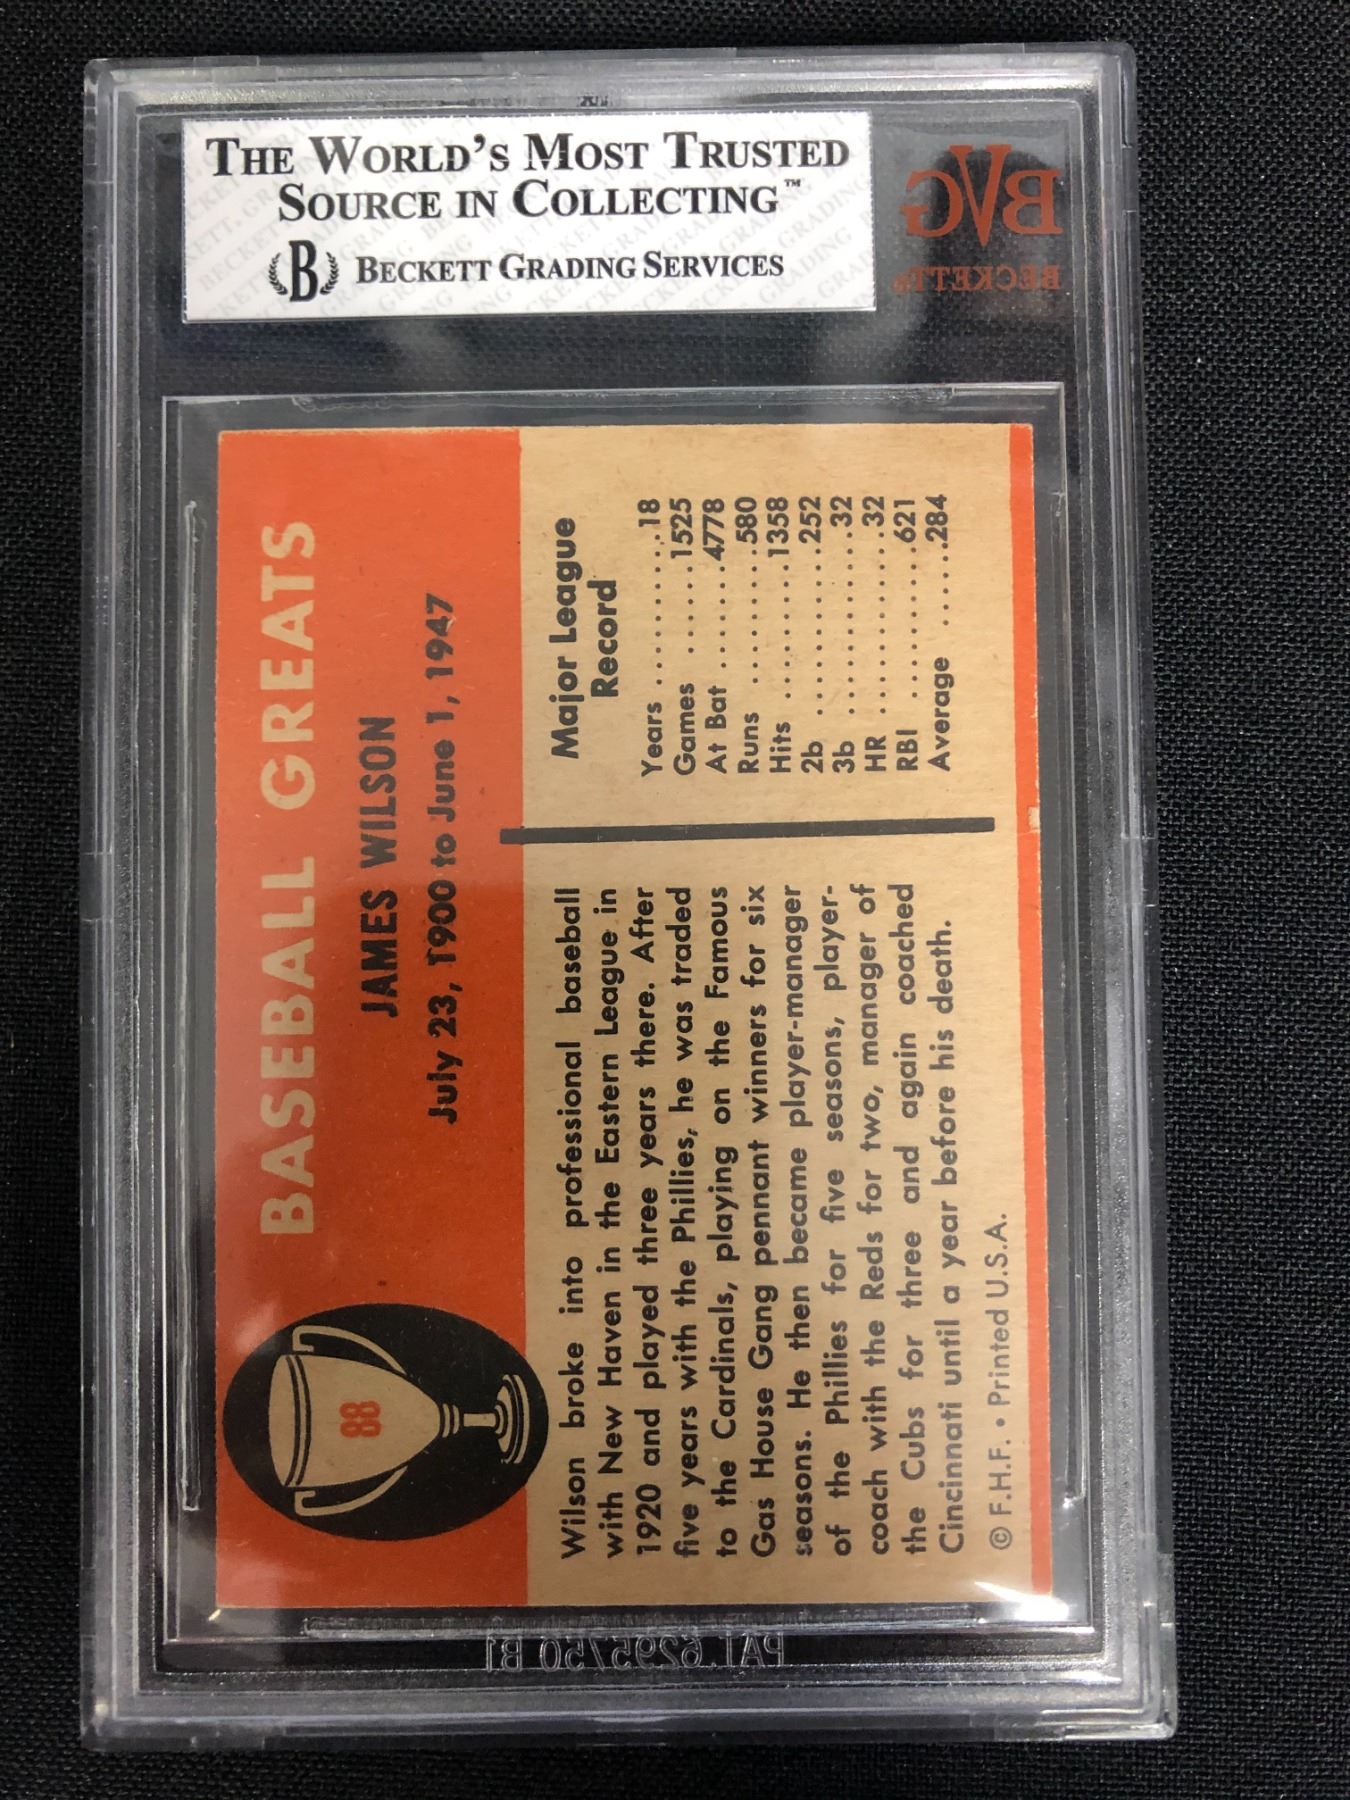 THE WORLD'S MOST TRUSTED
SOURCE IN COLLECTING™
B BECKETT GRADING SERVICES
BVG
BECKETT®
BASEBALL GREATS
JAMES WILSON
July 23, 1900 to June 1, 1947
88
Wilson broke into professional baseball
with New Haven in the Eastern League in
1920 and played three years there. After
five years with the Phillies, he was traded
to the Cardinals, playing on the Famous
Gas House Gang pennant winners for six
seasons. He then became player-manager
of the Phillies for five seasons, player-
coach with the Reds for two, manager of
the Cubs for three and again coached
Cincinnati until a year before his death.
© F.H.F. • Printed U.S.A.
Major League
Record
Years ........18
Games .....1525
At Bat ......4778
Runs ........580
Hits ........1358
2b ..........252
3b ..........32
HR ..........32
RBI .........621
Average .....284
PAT. 6295750 B1